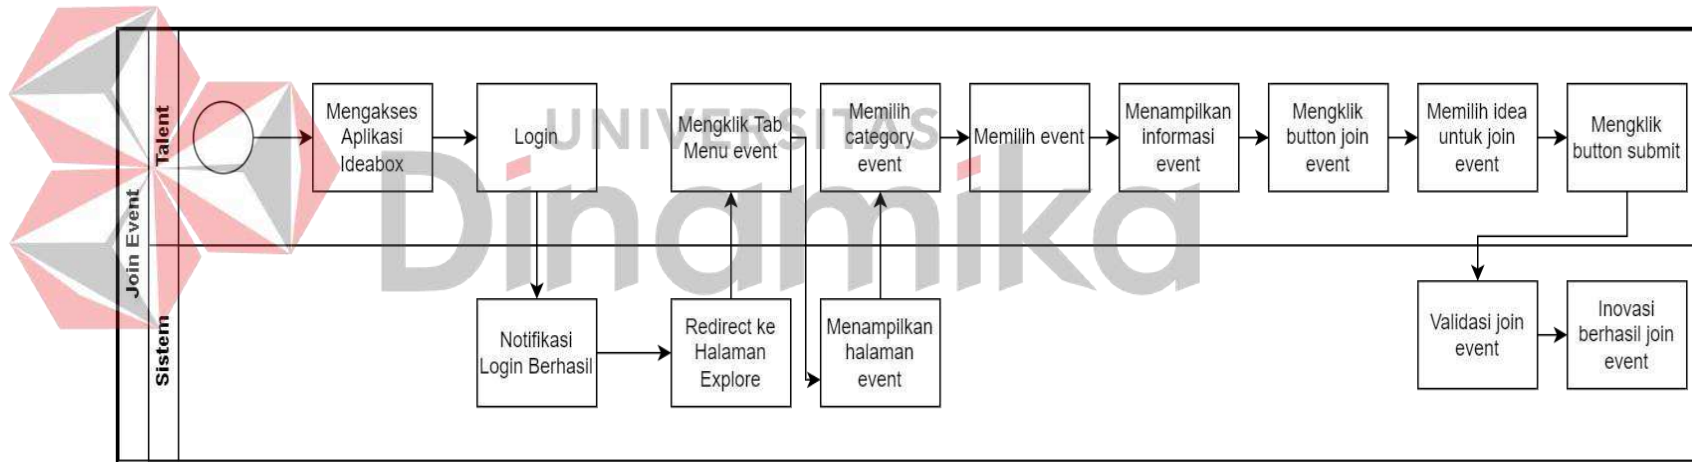 Join Event
Talent
Mengakses
Aplikasi
Ideabox
Login
Mengklik Tab
Menu event
Memilih
category
event
Memilih event
Menampilkan
informasi
event
Mengklik
button join
event
Memilih idea
untuk join
event
Mengklik
button submit
UNIVERSITAS
Dinamika
Sistem
Notifikasi
Login Berhasil
Redirect ke
Halaman
Explore
Menampilkan
halaman
event
Validasi join
event
Inovasi
berhasil join
event